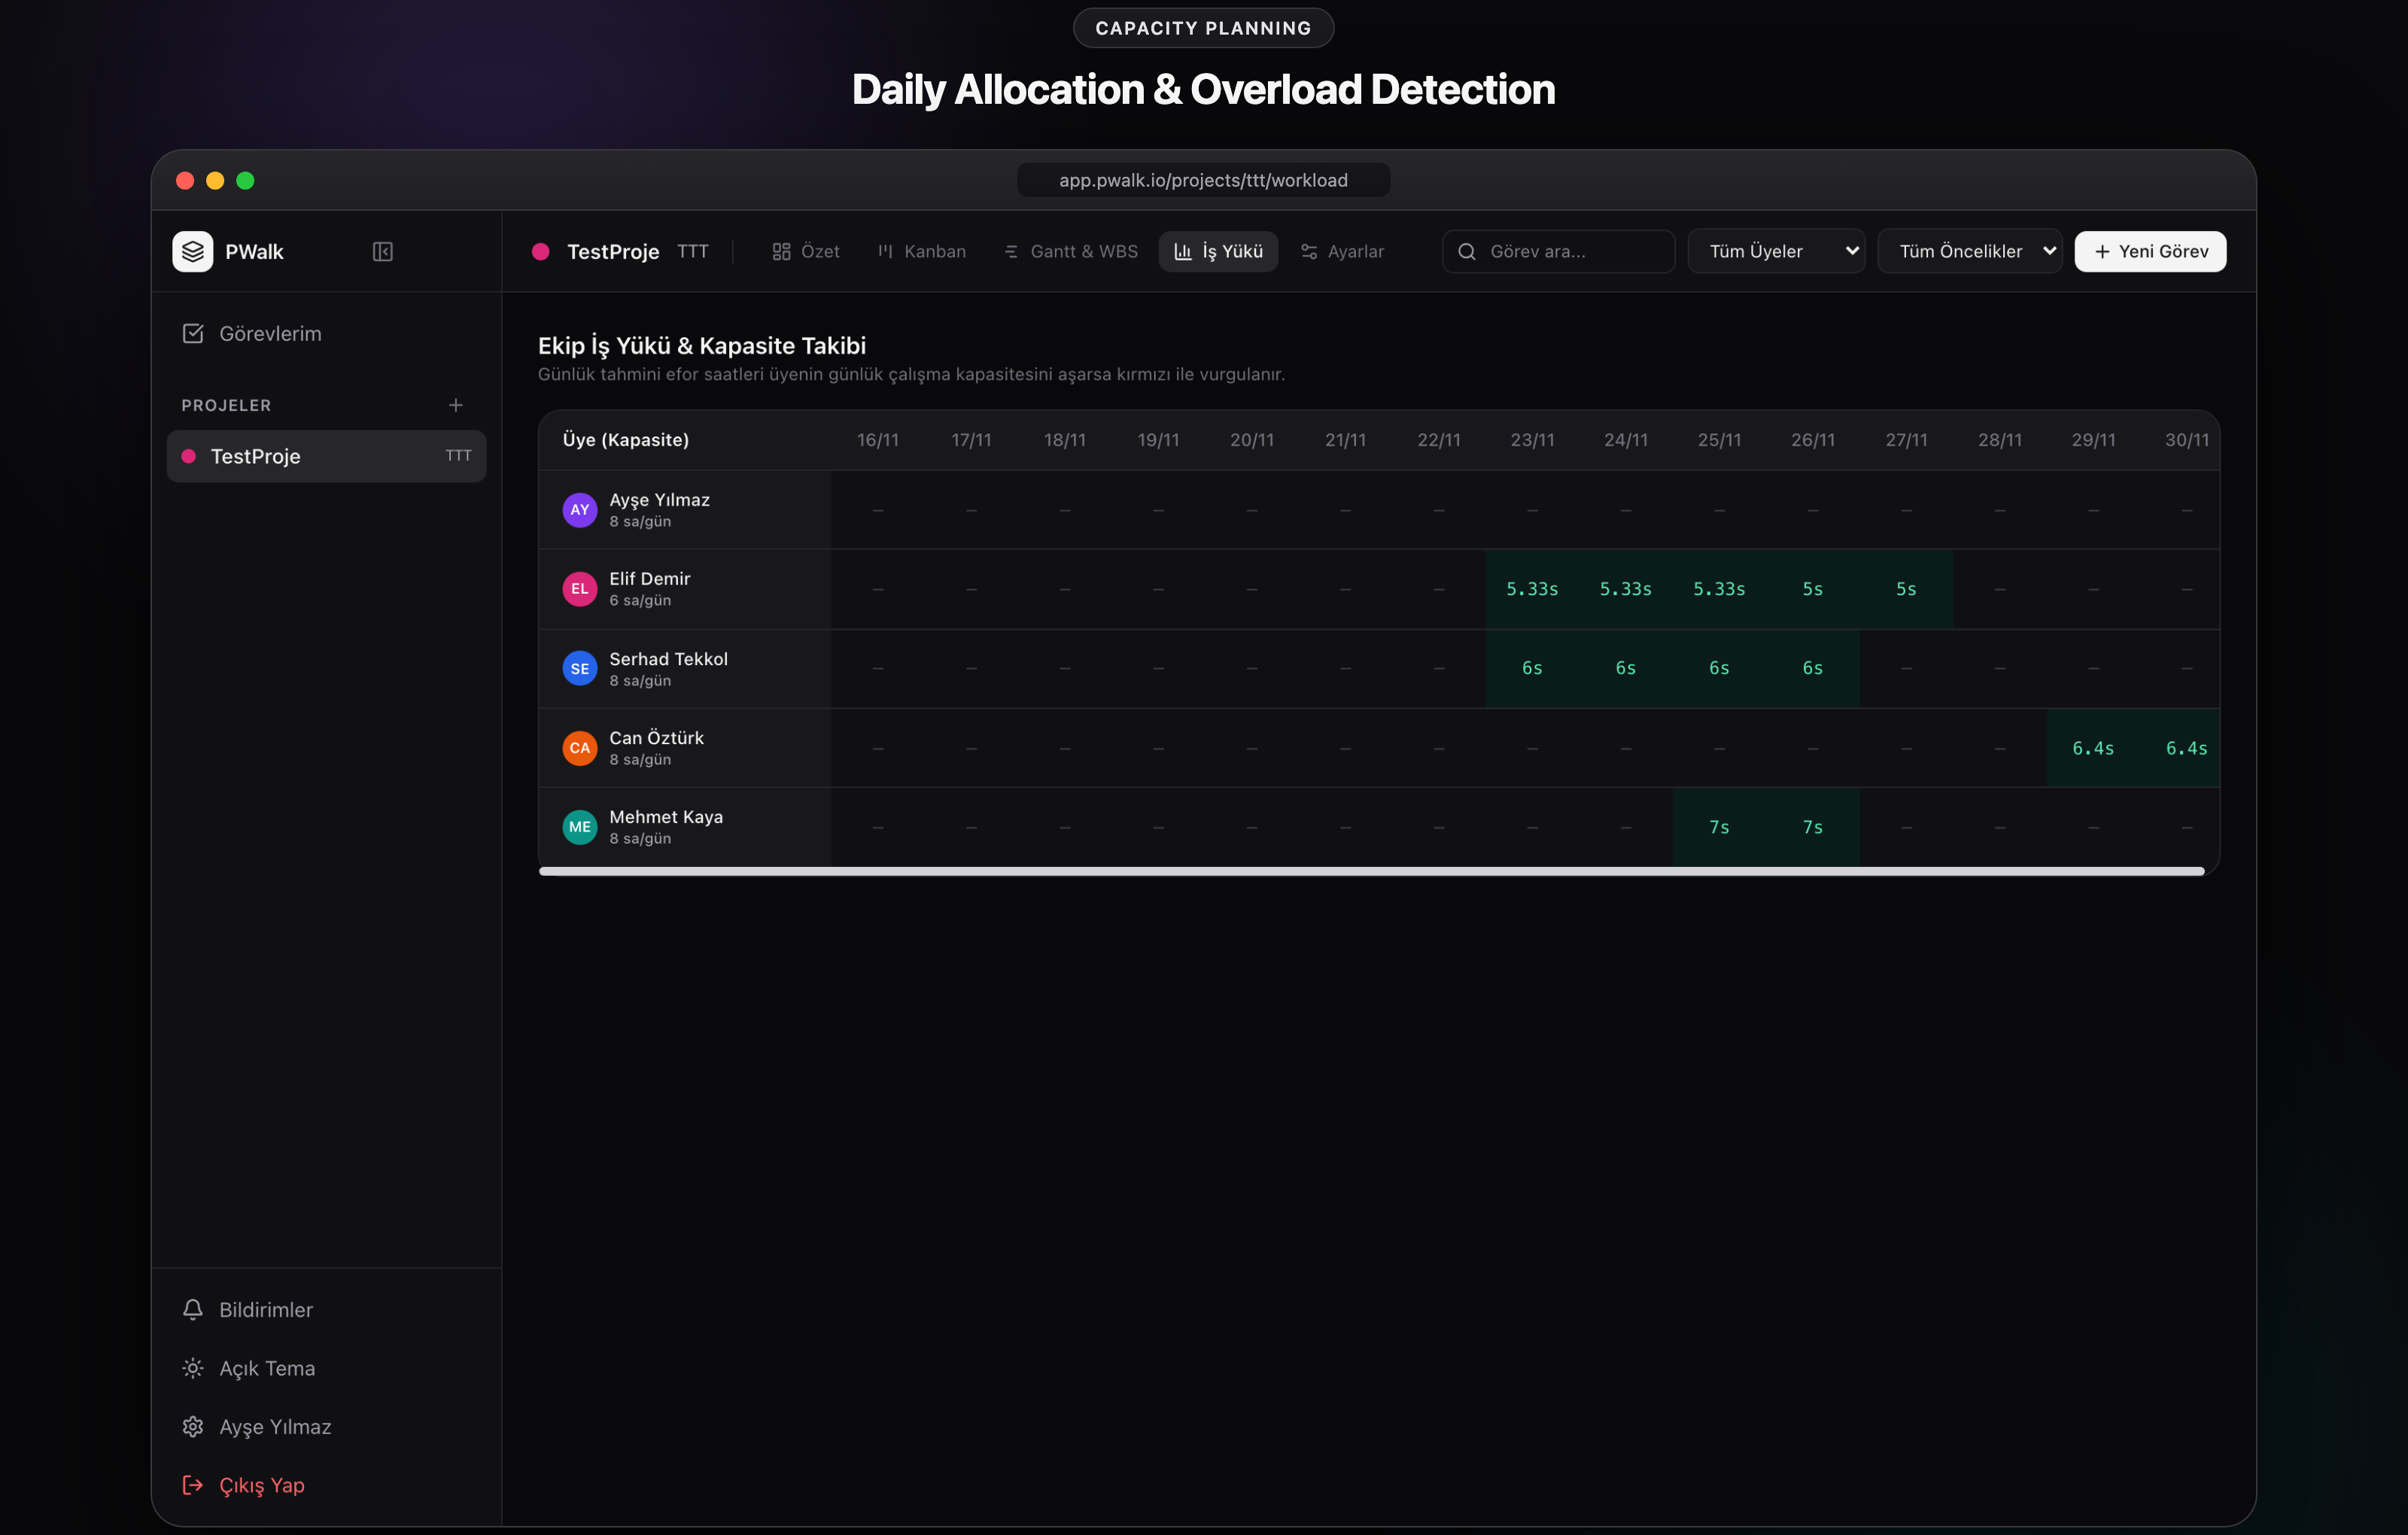 CAPACITY PLANNING
Daily Allocation & Overload Detection
app.pwalk.io/projects/ttt/workload
PWalk
TestProje TTT Özet Kanban Gantt & WBS İş Yükü Ayarlar Görev ara... Tüm Üyeler Tüm Öncelikler + Yeni Görev
Görevlerim
PROJELER +
TestProje TTT
Ekip İş Yükü & Kapasite Takibi
Günlük tahmini efor saatleri üyenin günlük çalışma kapasitesini aşarsa kırmızı ile vurgulanır.
Üye (Kapasite) 16/11 17/11 18/11 19/11 20/11 21/11 22/11 23/11 24/11 25/11 26/11 27/11 28/11 29/11 30/11
AY Ayşe Yılmaz – – – – – – – – – – – – – – –
8 sa/gün
EL Elif Demir – – – – – – – 5.33s 5.33s 5.33s 5s 5s – – –
6 sa/gün
SE Serhad Tekkol – – – – – – – 6s 6s 6s 6s – – – –
8 sa/gün
CA Can Öztürk – – – – – – – – – – – – – 6.4s 6.4s
8 sa/gün
ME Mehmet Kaya – – – – – – – – – 7s 7s – – – –
8 sa/gün
Bildirimler
Açık Tema
Ayşe Yılmaz
Çıkış Yap